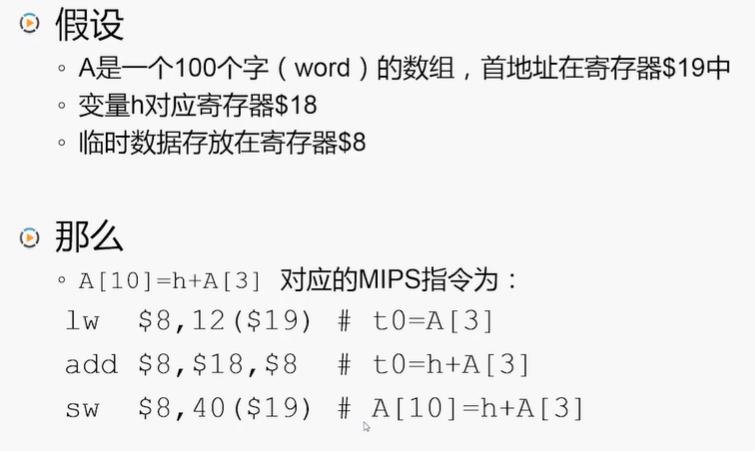 假设
◦ A是一个100个字（word）的数组，首地址在寄存器$19中
◦ 变量h对应寄存器$18
◦ 临时数据存放在寄存器$8
那么
◦ A[10]=h+A[3] 对应的MIPS指令为：
lw $8,12($19) # t0=A[3]
add $8,$18,$8 # t0=h+A[3]
sw $8,40($19) # A[10]=h+A[3]